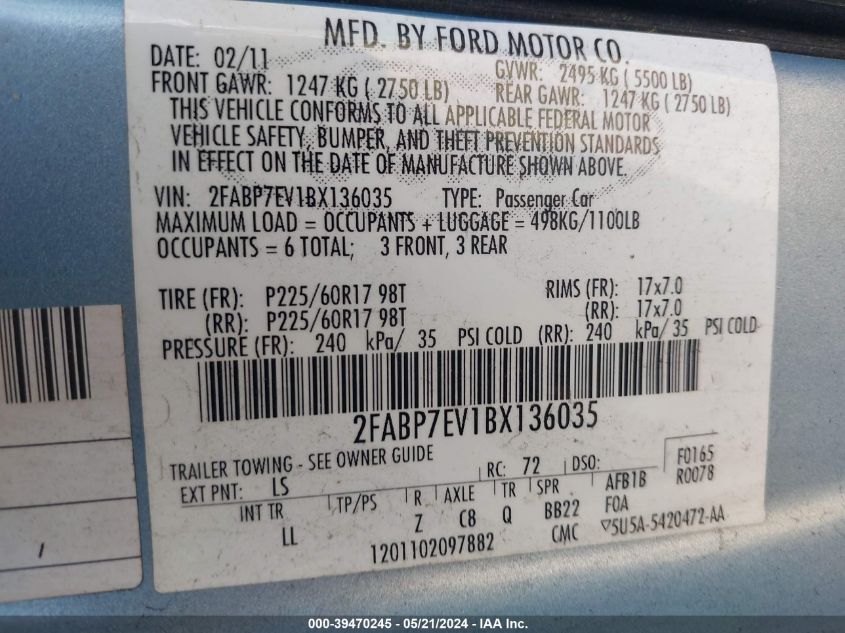 MFD. BY FORD MOTOR CO.
DATE: 02/11 GVWR: 2495 KG ( 5500 LB)
FRONT GAWR: 1247 KG ( 2750 LB) REAR GAWR: 1247 KG ( 2750 LB)
THIS VEHICLE CONFORMS TO ALL APPLICABLE FEDERAL MOTOR
VEHICLE SAFETY, BUMPER, AND THEFT PREVENTION STANDARDS
IN EFFECT ON THE DATE OF MANUFACTURE SHOWN ABOVE.
VIN: 2FABP7EV1BX136035 TYPE: Passenger Car
MAXIMUM LOAD = OCCUPANTS + LUGGAGE = 498KG/1100LB
OCCUPANTS = 6 TOTAL; 3 FRONT, 3 REAR
TIRE (FR): P225/60R17 98T RIMS (FR): 17x7.0
(RR): P225/60R17 98T (RR): 17x7.0
PRESSURE (FR): 240 kPa/ 35 PSI COLD (RR): 240 kPa/ 35 PSI COLD
2FABP7EV1BX136035
TRAILER TOWING - SEE OWNER GUIDE RC: 72 DSO: F0165
EXT PNT: LS AFB1B R0078
INT TR TP/PS R AXLE TR SPR FOA
LL Z C8 Q BB22 5U5A-5420472-AA
1201102097882 CMC
000-39470245 - 05/21/2024 - IAA Inc.